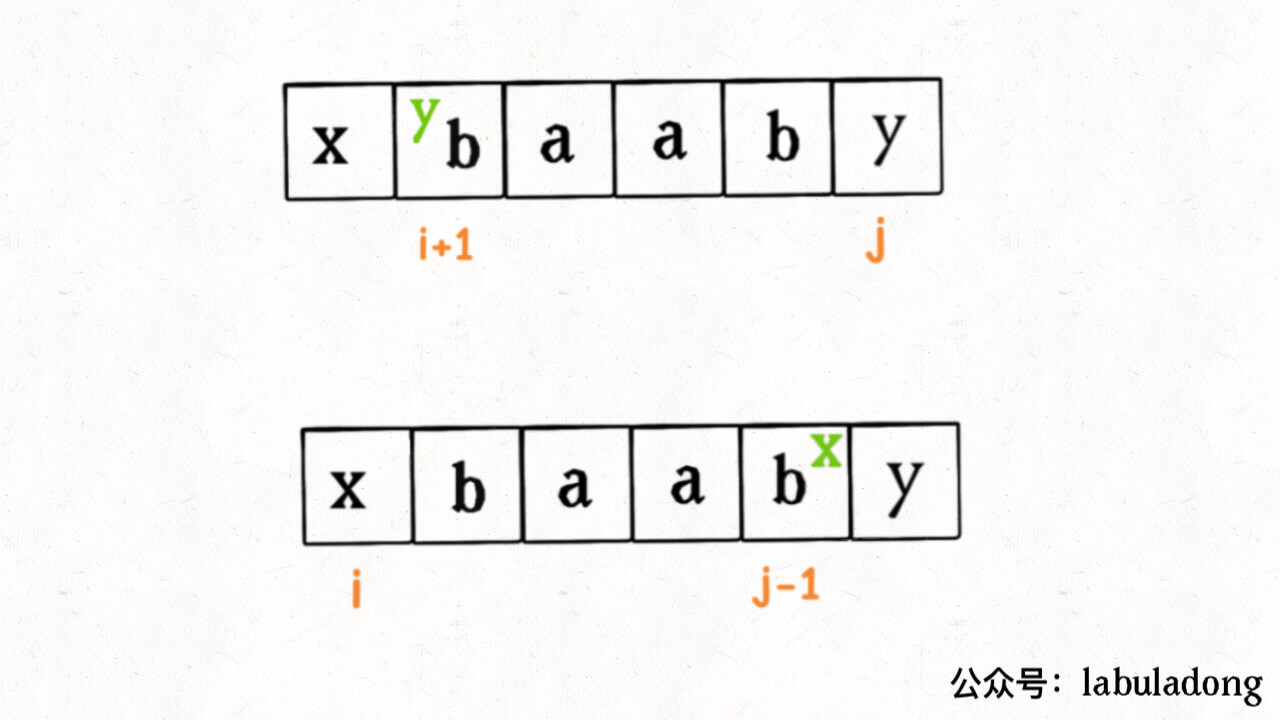 x y b a a b y
i+1 j
x b a a b x y
i j-1
公众号：labuladong